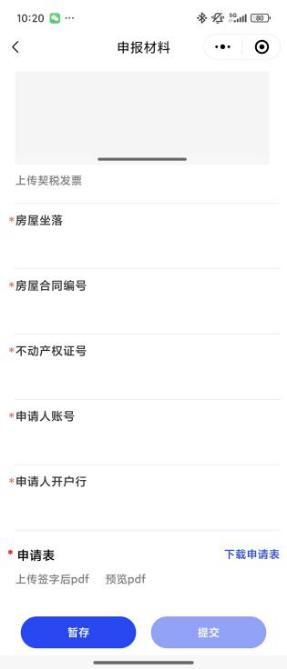 10:20 ···
5G 80
申报材料
上传契税发票
*房屋坐落
*房屋合同编号
*不动产权证号
*申请人账号
*申请人开户行
* 申请表 下载申请表
上传签字后pdf 预览pdf
暂存 提交